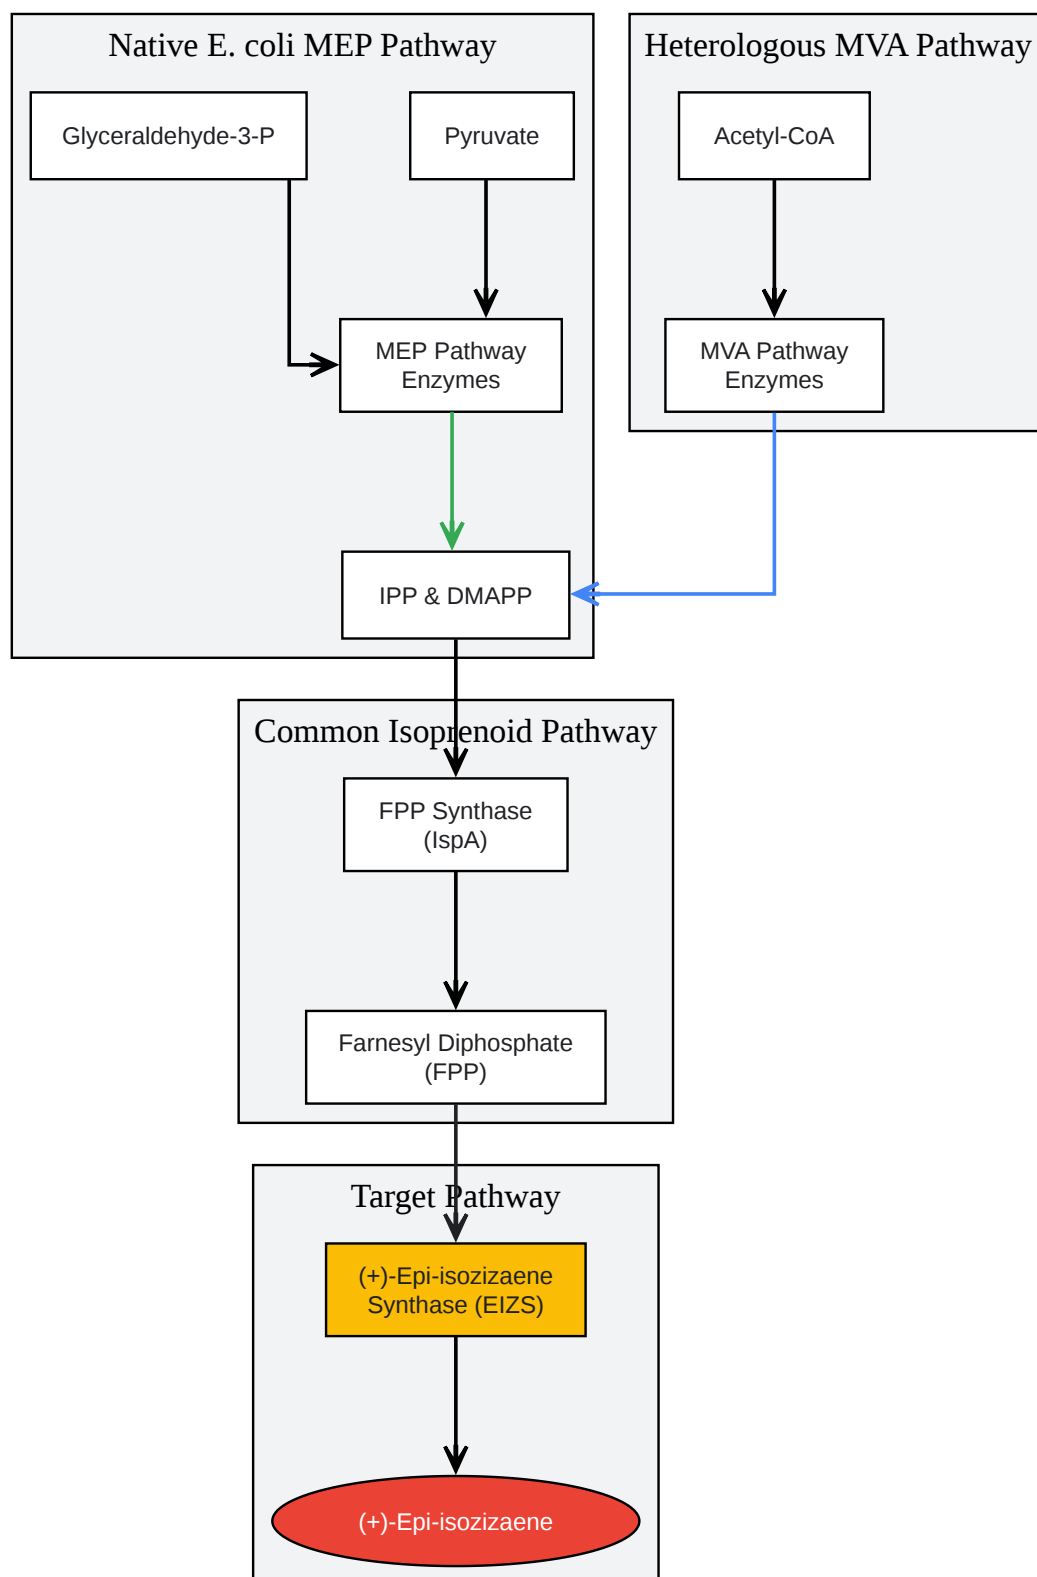 Native E. coli MEP Pathway
Heterologous MVA Pathway
Glyceraldehyde-3-P
Pyruvate
Acetyl-CoA
MEP Pathway
Enzymes
MVA Pathway
Enzymes
IPP & DMAPP
Common Isoprenoid Pathway
FPP Synthase
(IspA)
Farnesyl Diphosphate
(FPP)
Target Pathway
(+)-Epi-isozizaene
Synthase (EIZS)
(+)-Epi-isozizaene